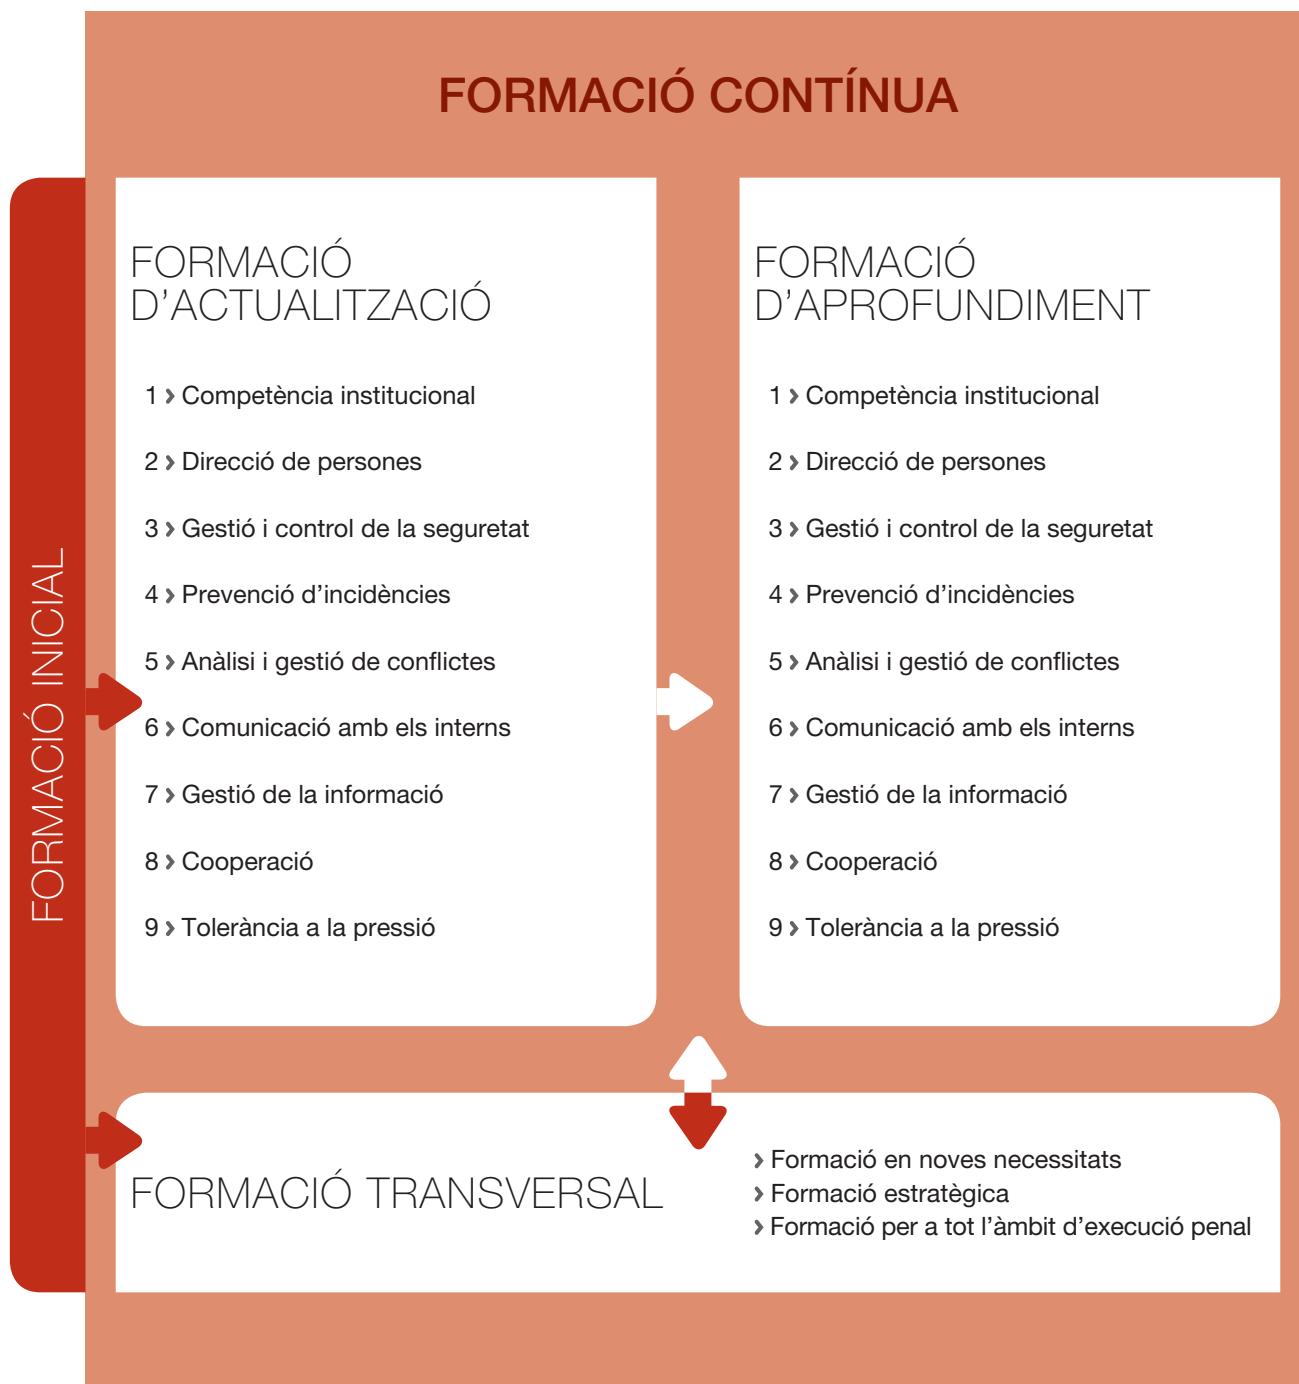 FORMACIÓ CONTÍNUA
FORMACIÓ INICIAL
FORMACIÓ
D’ACTUALITZACIÓ
1 › Competència institucional
2 › Direcció de persones
3 › Gestió i control de la seguretat
4 › Prevenció d’incidències
5 › Anàlisi i gestió de conflictes
6 › Comunicació amb els interns
7 › Gestió de la informació
8 › Cooperació
9 › Tolerància a la pressió
FORMACIÓ
D’APROFUNDIMENT
1 › Competència institucional
2 › Direcció de persones
3 › Gestió i control de la seguretat
4 › Prevenció d’incidències
5 › Anàlisi i gestió de conflictes
6 › Comunicació amb els interns
7 › Gestió de la informació
8 › Cooperació
9 › Tolerància a la pressió
FORMACIÓ TRANSVERSAL
› Formació en noves necessitats
› Formació estratègica
› Formació per a tot l’àmbit d’execució penal